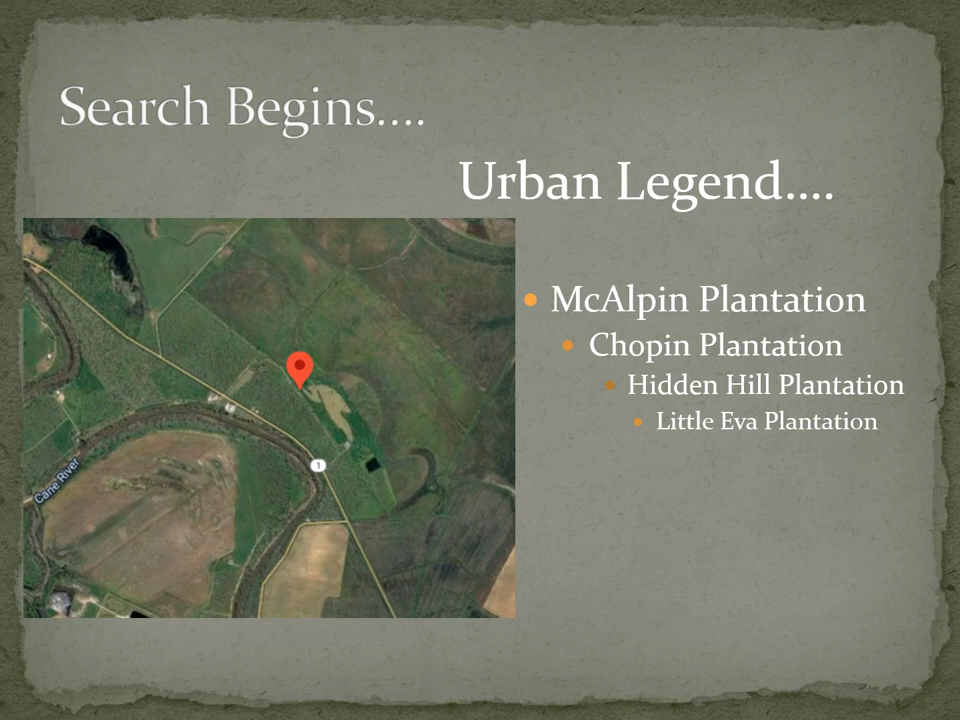 Search Begins....
Urban Legend....
McAlpin Plantation
Chopin Plantation
Hidden Hill Plantation
Little Eva Plantation
1
Cane River